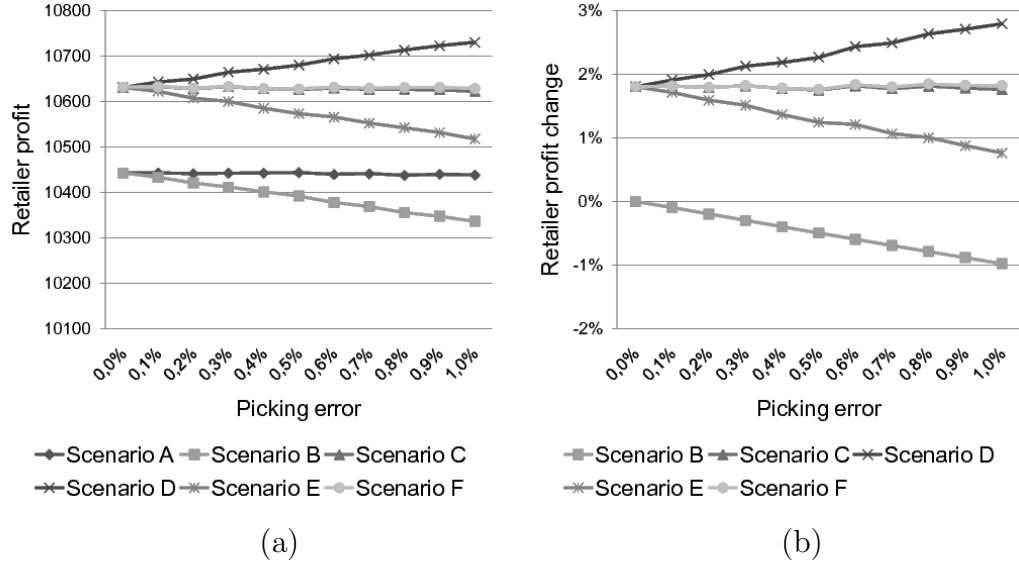 10800
10700
10600
10500
10400
10300
10200
10100
Retailer profit
0,0% 0,1% 0,2% 0,3% 0,4% 0,5% 0,6% 0,7% 0,8% 0,9% 1,0%
Picking error
Scenario A Scenario B Scenario C
Scenario D Scenario E Scenario F
(a)
3%
2%
1%
0%
-1%
-2%
Retailer profit change
0,0% 0,1% 0,2% 0,3% 0,4% 0,5% 0,6% 0,7% 0,8% 0,9% 1,0%
Picking error
Scenario B Scenario C Scenario D
Scenario E Scenario F
(b)